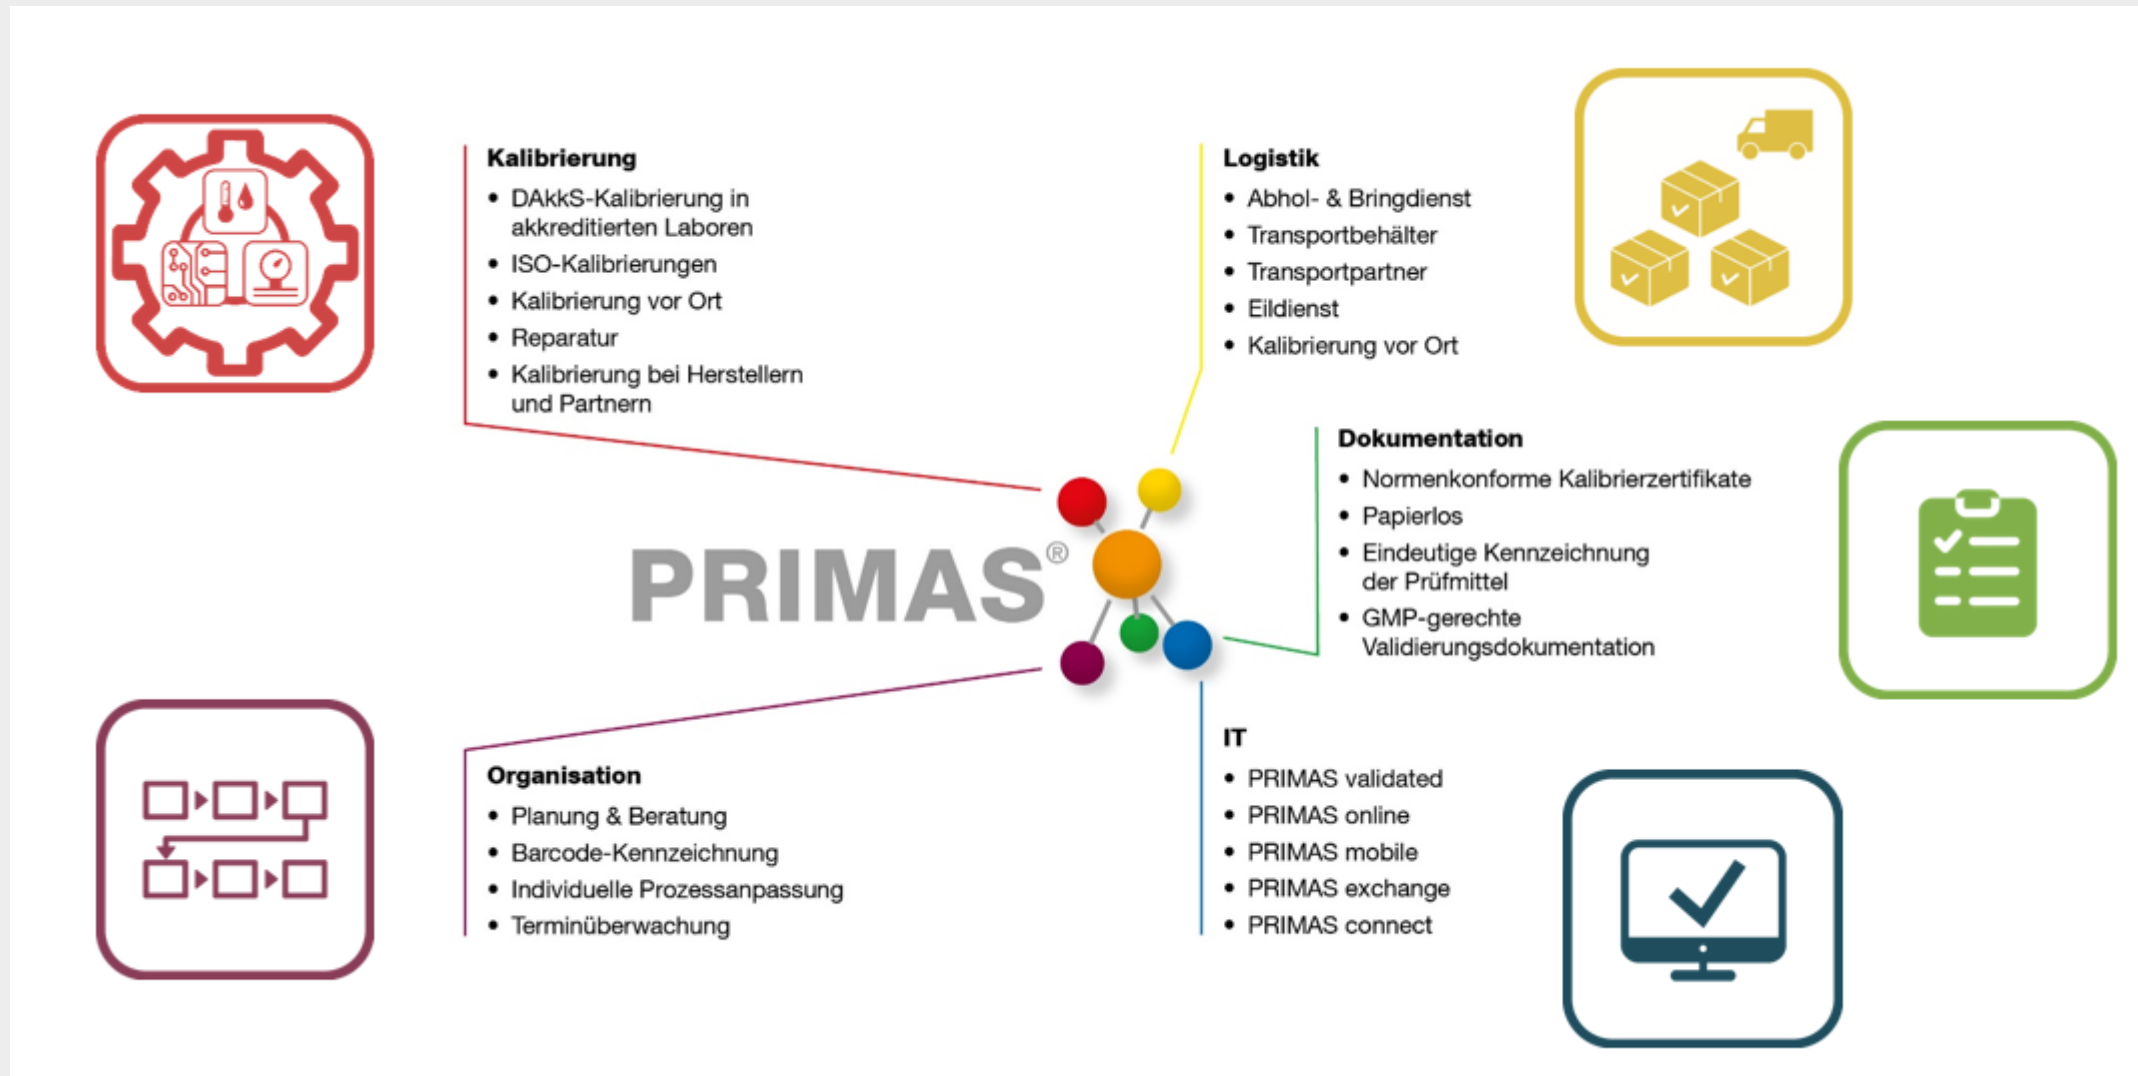 Kalibrierung
• DAkkS-Kalibrierung in
akkreditierten Laboren
• ISO-Kalibrierungen
• Kalibrierung vor Ort
• Reparatur
• Kalibrierung bei Herstellern
und Partnern
Logistik
• Abhol- & Bringdienst
• Transportbehälter
• Transportpartner
• Eildienst
• Kalibrierung vor Ort
Dokumentation
• Normenkonforme Kalibrierzertifikate
• Papierlos
• Eindeutige Kennzeichnung
der Prüfmittel
• GMP-gerechte
Validierungsdokumentation
PRIMAS®
Organisation
• Planung & Beratung
• Barcode-Kennzeichnung
• Individuelle Prozessanpassung
• Terminüberwachung
IT
• PRIMAS validated
• PRIMAS online
• PRIMAS mobile
• PRIMAS exchange
• PRIMAS connect